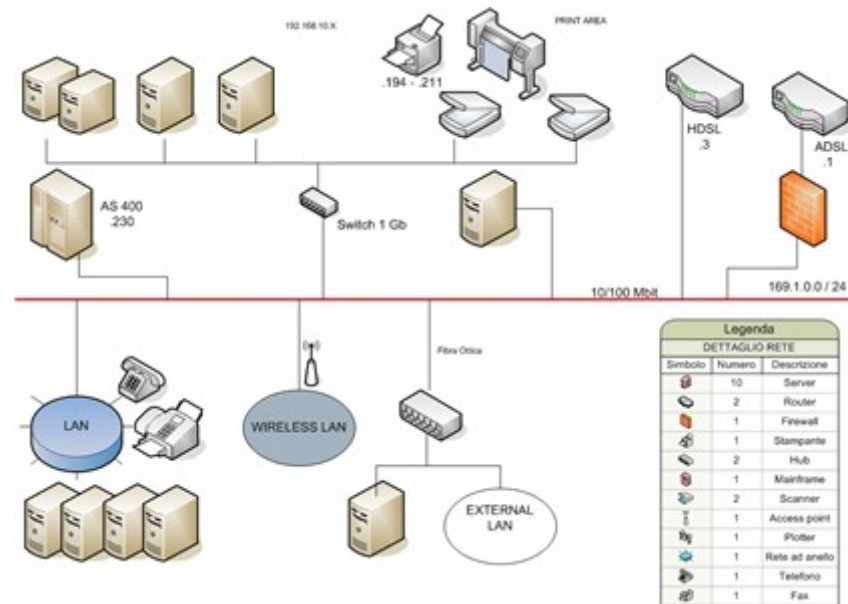 192.168.10.X
PRINT AREA
.194 - .211
HDSL
.3
ADSL
.1
AS 400
.230
Switch 1 Gb
10/100 Mbit
169.1.0.0 / 24
Fibra Ottica
LAN
WIRELESS LAN
EXTERNAL
LAN
Legenda
DETTAGLIO RETE
Simbolo Numero Descrizione
10 Server
2 Router
1 Firewall
1 Stampante
2 Hub
1 Mainframe
2 Scanner
1 Access point
1 Plotter
1 Rete ad anello
1 Telefono
1 Fax